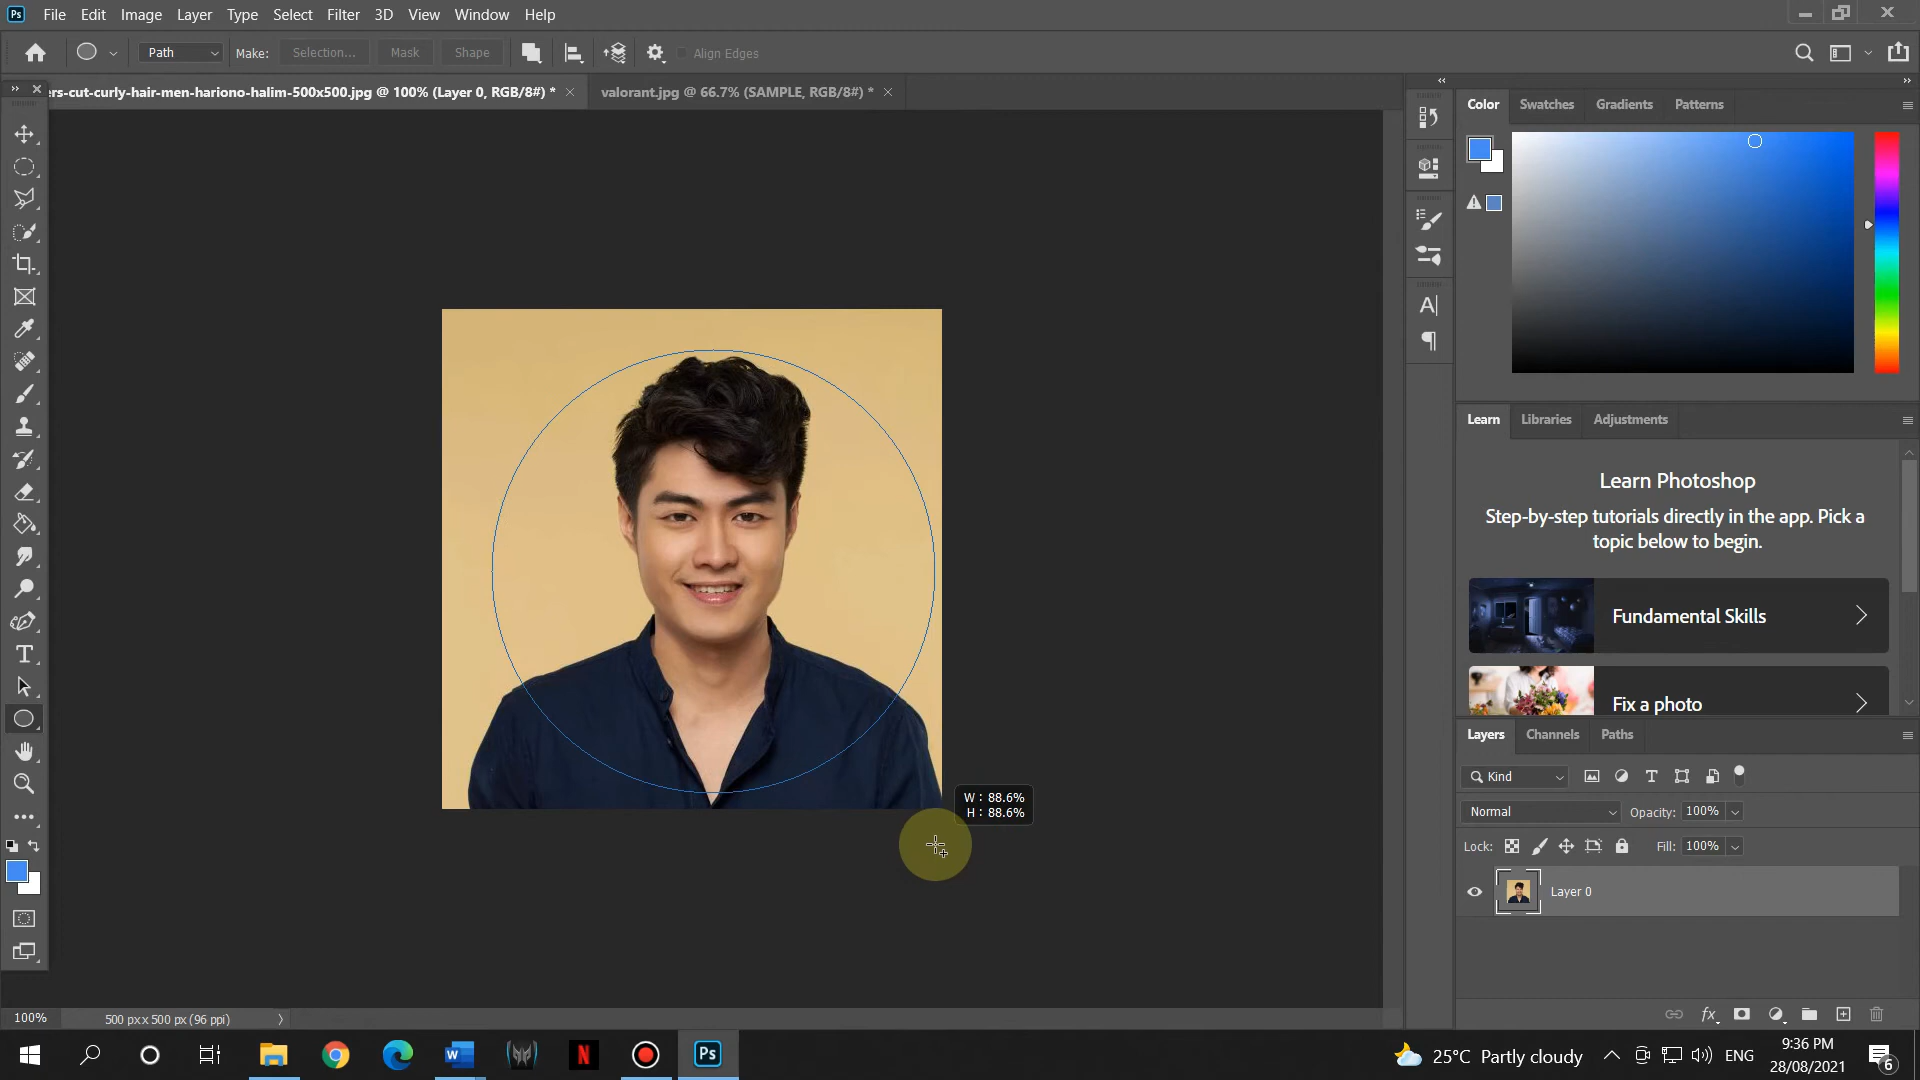 Ps File Edit Image Layer Type Select Filter 3D View Window Help
Path Make: Selection... Mask Shape Align Edges
ers-cut-curly-hair-men-hariono-halim-500x500.jpg @ 100% (Layer 0, RGB/8#) *
valorant.jpg @ 66.7% (SAMPLE, RGB/8#) *
Color Swatches Gradients Patterns
Learn Libraries Adjustments
Learn Photoshop
Step-by-step tutorials directly in the app. Pick a
topic below to begin.
Fundamental Skills
Fix a photo
Layers Channels Paths
Kind
Normal Opacity: 100%
Lock: Fill: 100%
Layer 0
fx
W : 88.6%
H : 88.6%
100% 500 px x 500 px (96 ppi)
W N Ps
25°C Partly cloudy ENG
9:36 PM
28/08/2021
6